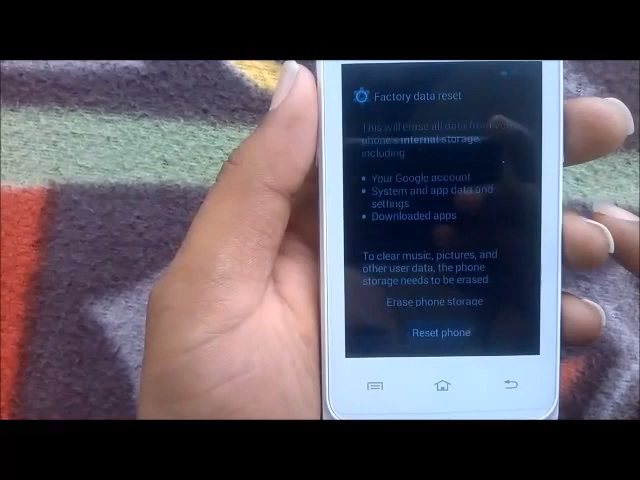 Factory data reset
This will erase all data from your
phone's internal storage,
including:
Your Google account
System and app data and
settings
Downloaded apps
To clear music, pictures, and
other user data, the phone
storage needs to be erased.
Erase phone storage
Reset phone